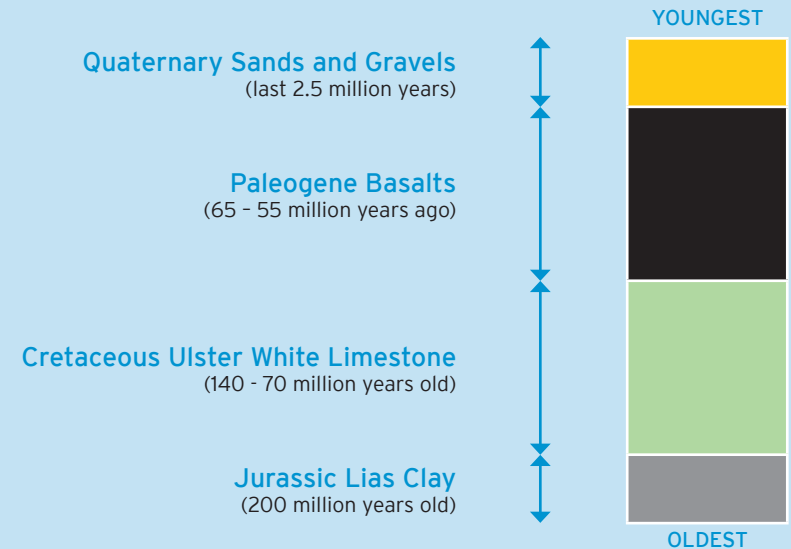 YOUNGEST
Quaternary Sands and Gravels
(last 2.5 million years)
Paleogene Basalts
(65 – 55 million years ago)
Cretaceous Ulster White Limestone
(140 - 70 million years old)
Jurassic Lias Clay
(200 million years old)
OLDEST